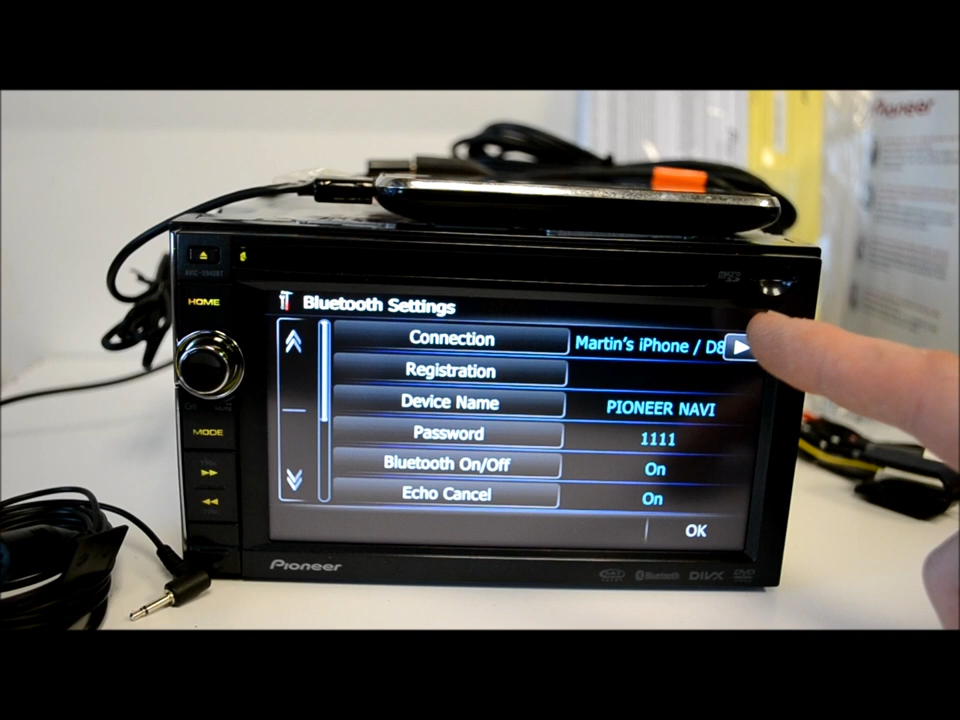 Pioneer
microSD
HOME
MODE
Bluetooth Settings
Connection Martin's iPhone / D8
Registration
Device Name PIONEER NAVI
Password 1111
Bluetooth On/Off On
Echo Cancel On
OK
Pioneer
Bluetooth DIVX DVD